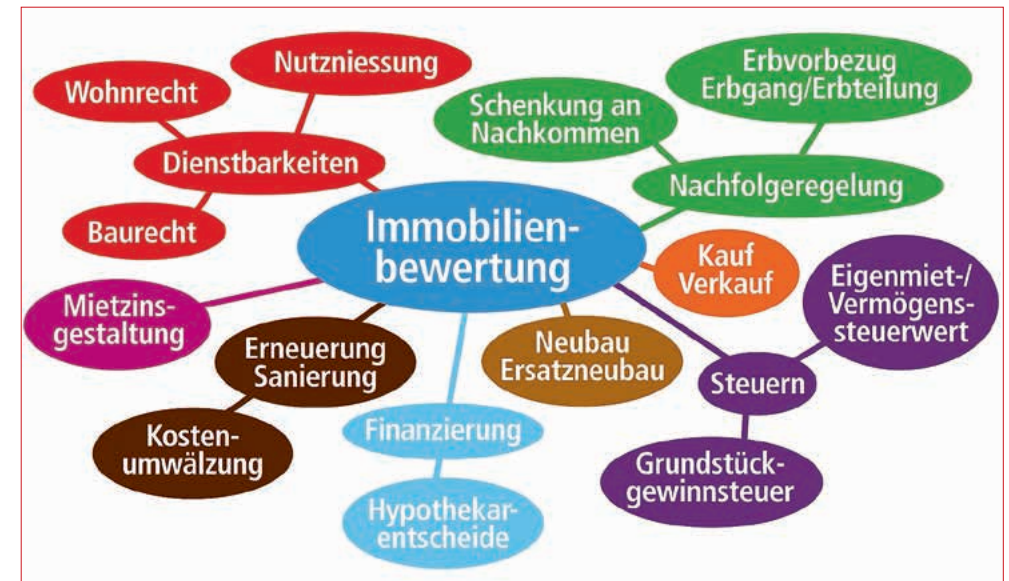 Nutzniessung
Wohnrecht
Dienstbarkeiten
Baurecht
Erbvorbezug
Erbgang/Erbteilung
Schenkung an
Nachkommen
Nachfolgeregelung
Immobilien-
bewertung
Kauf
Verkauf
Eigenmiet-/
Vermögens-
steuerwert
Mietzins-
gestaltung
Erneuerung
Sanierung
Neubau
Ersatzneubau
Steuern
Kosten-
umwälzung
Finanzierung
Grundstück-
gewinnsteuer
Hypothekar-
entscheide